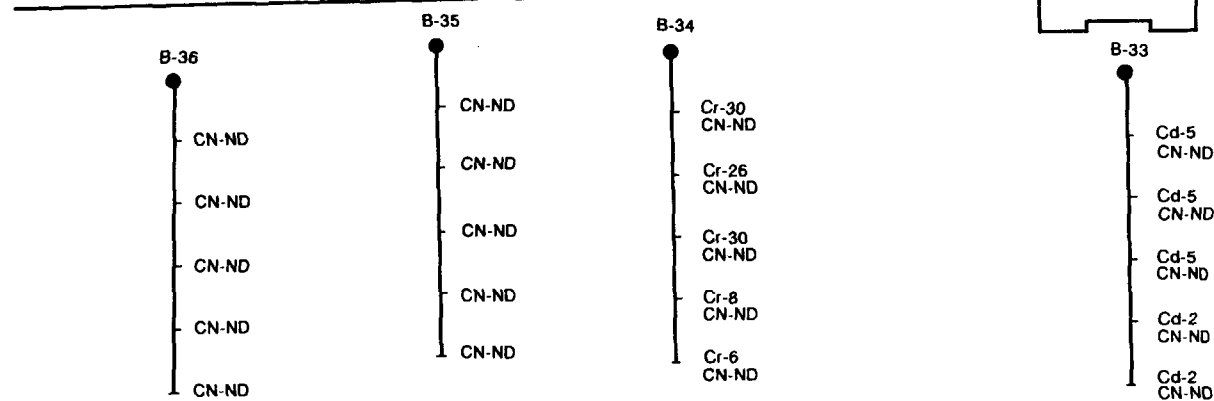 B-36
CN-ND
CN-ND
CN-ND
CN-ND
CN-ND
B-35
CN-ND
CN-ND
CN-ND
CN-ND
CN-ND
B-34
Cr-30
CN-ND
Cr-26
CN-ND
Cr-30
CN-ND
Cr-8
CN-ND
Cr-6
CN-ND
B-33
Cd-5
CN-ND
Cd-5
CN-ND
Cd-5
CN-ND
Cd-2
CN-ND
Cd-2
CN-ND